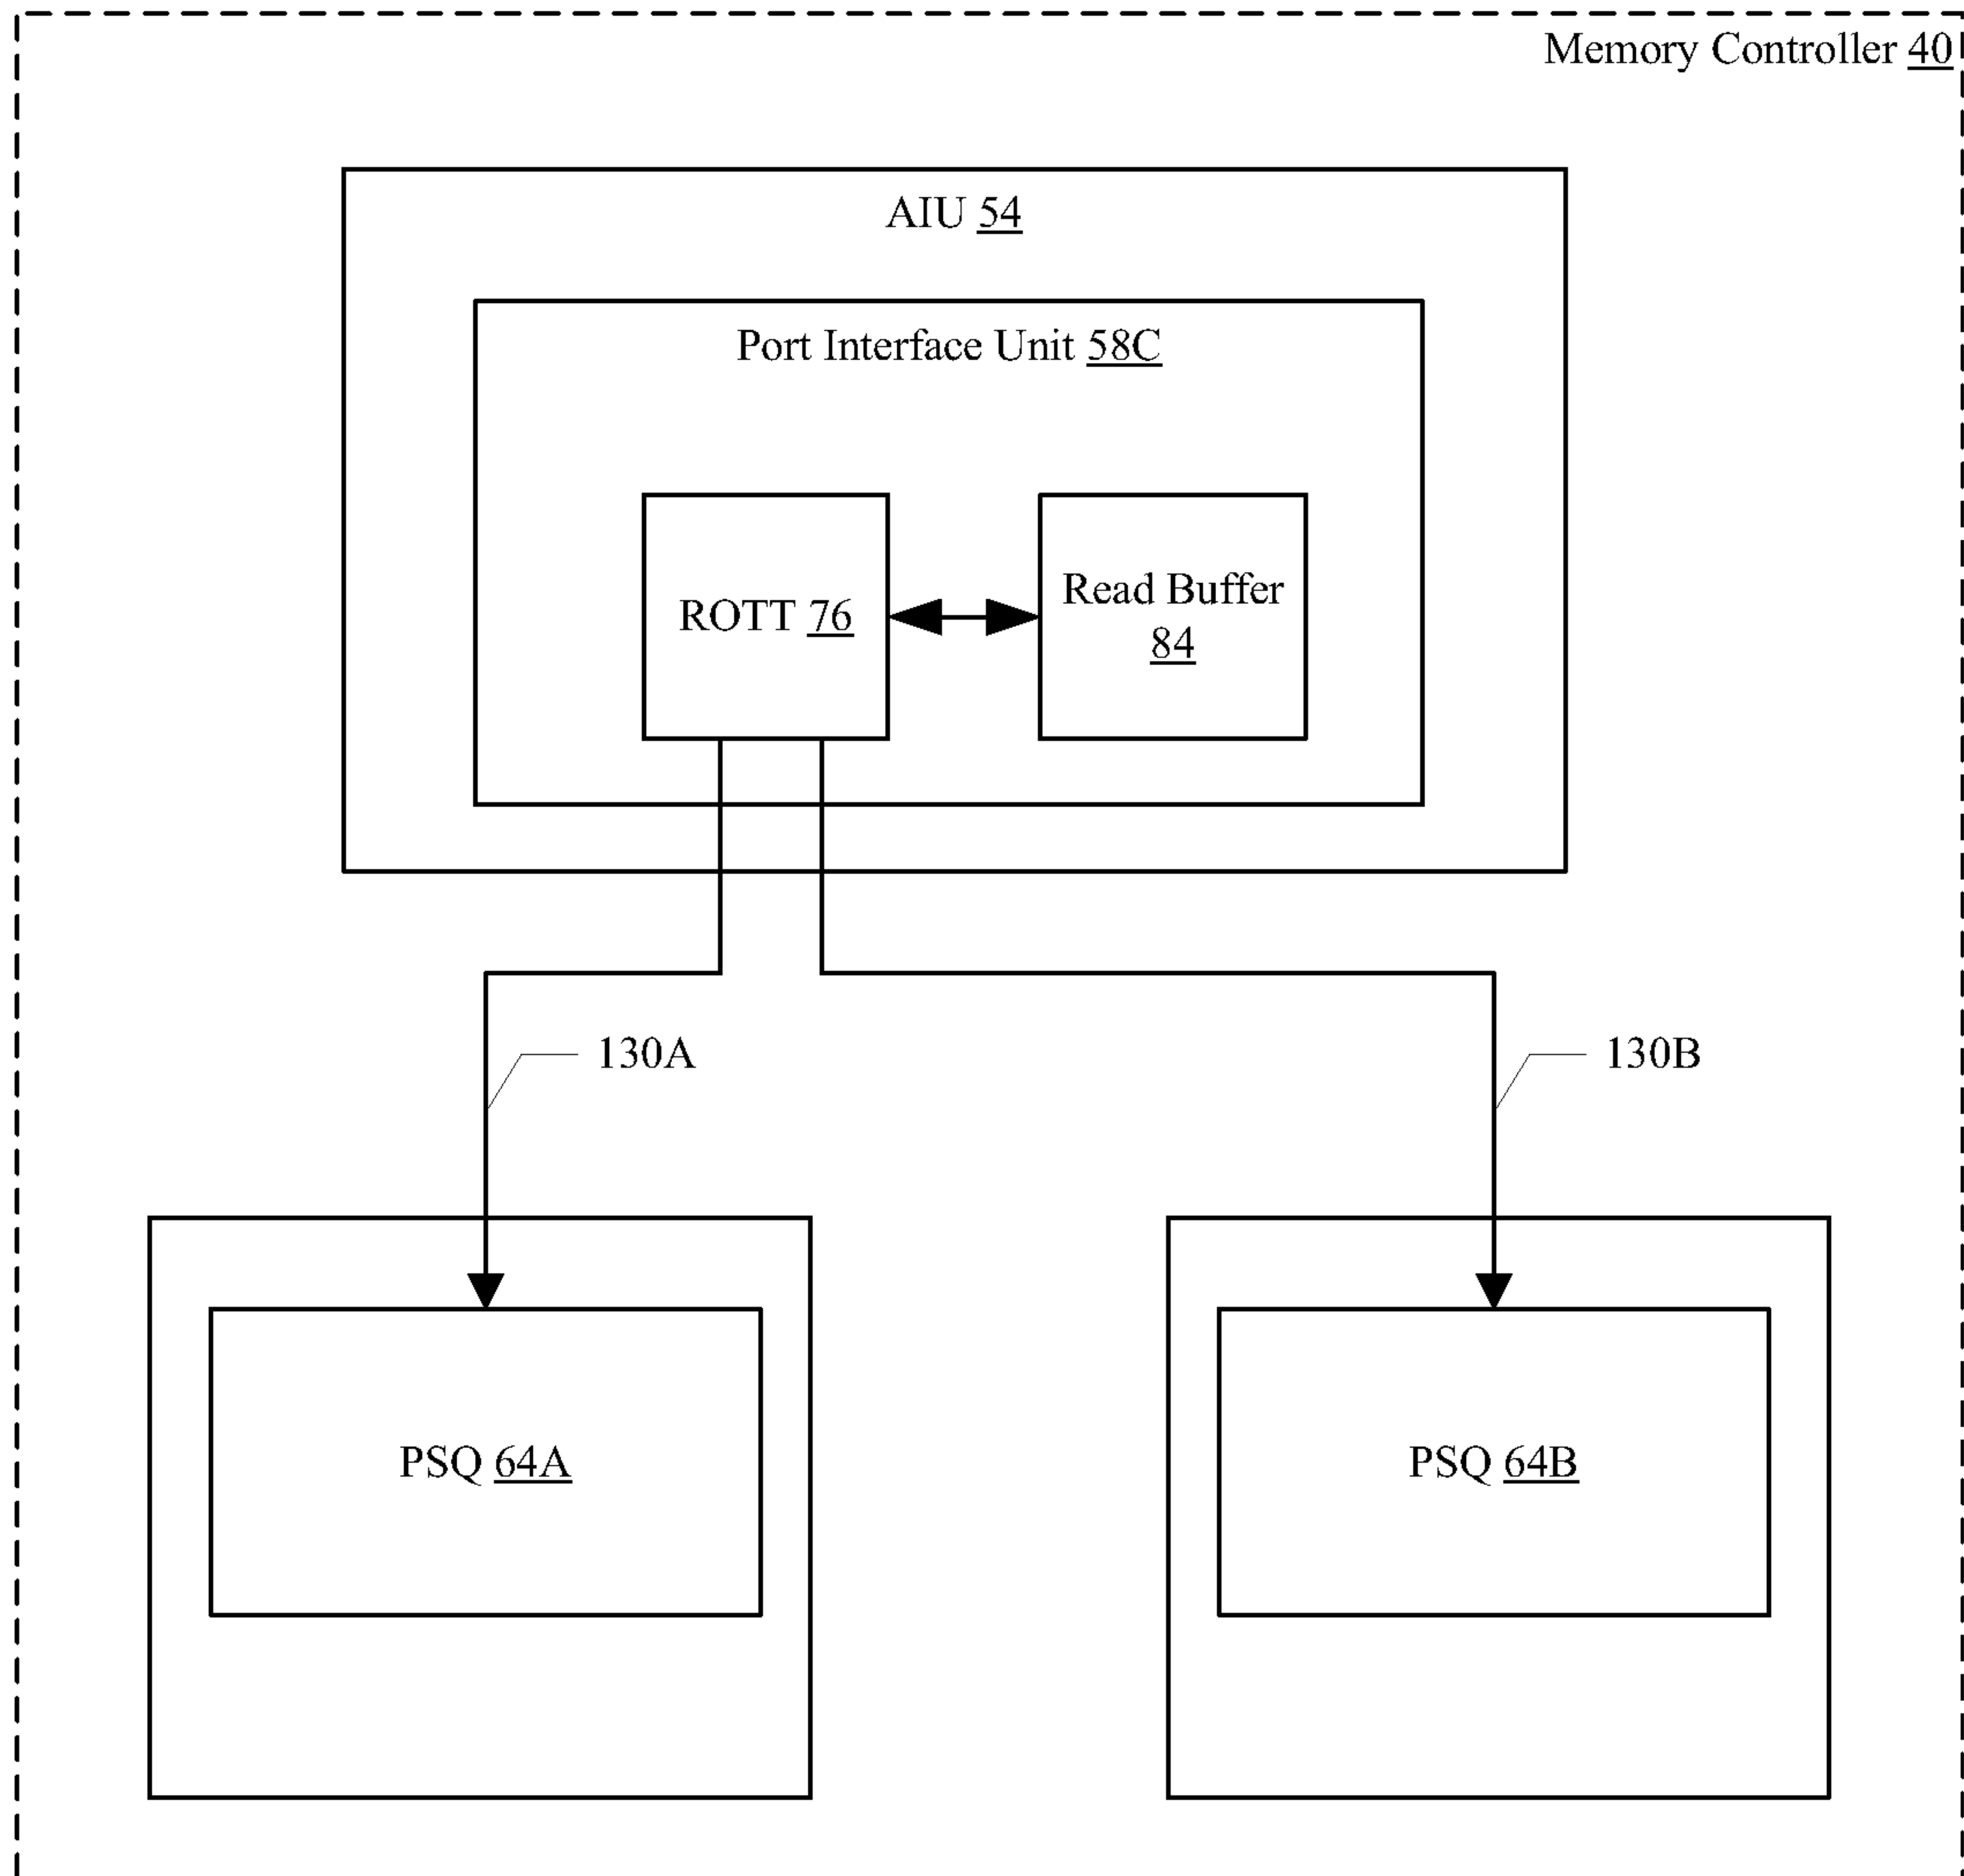 Memory Controller 40
AIU 54
Port Interface Unit 58C
ROTT 76
Read Buffer
84
130A
130B
PSQ 64A
PSQ 64B